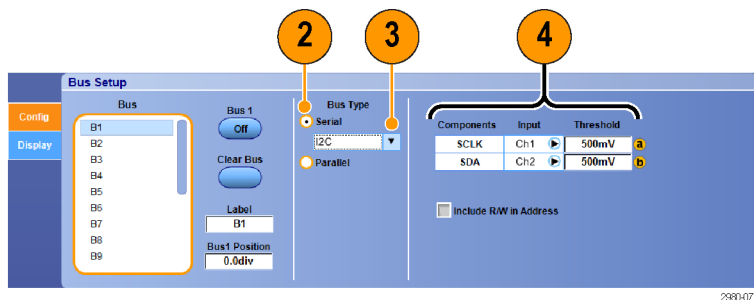 2
3
4
Bus Setup
Config
Display
Bus
B1
B2
B3
B4
B5
B6
B7
B8
B9
Bus 1
Off
Clear Bus
Label
B1
Bus1 Position
0.0div
Bus Type
Serial
I2C
Parallel
Components Input Threshold
SCLK Ch1 500mV a
SDA Ch2 500mV b
Include R/W in Address
2980-07